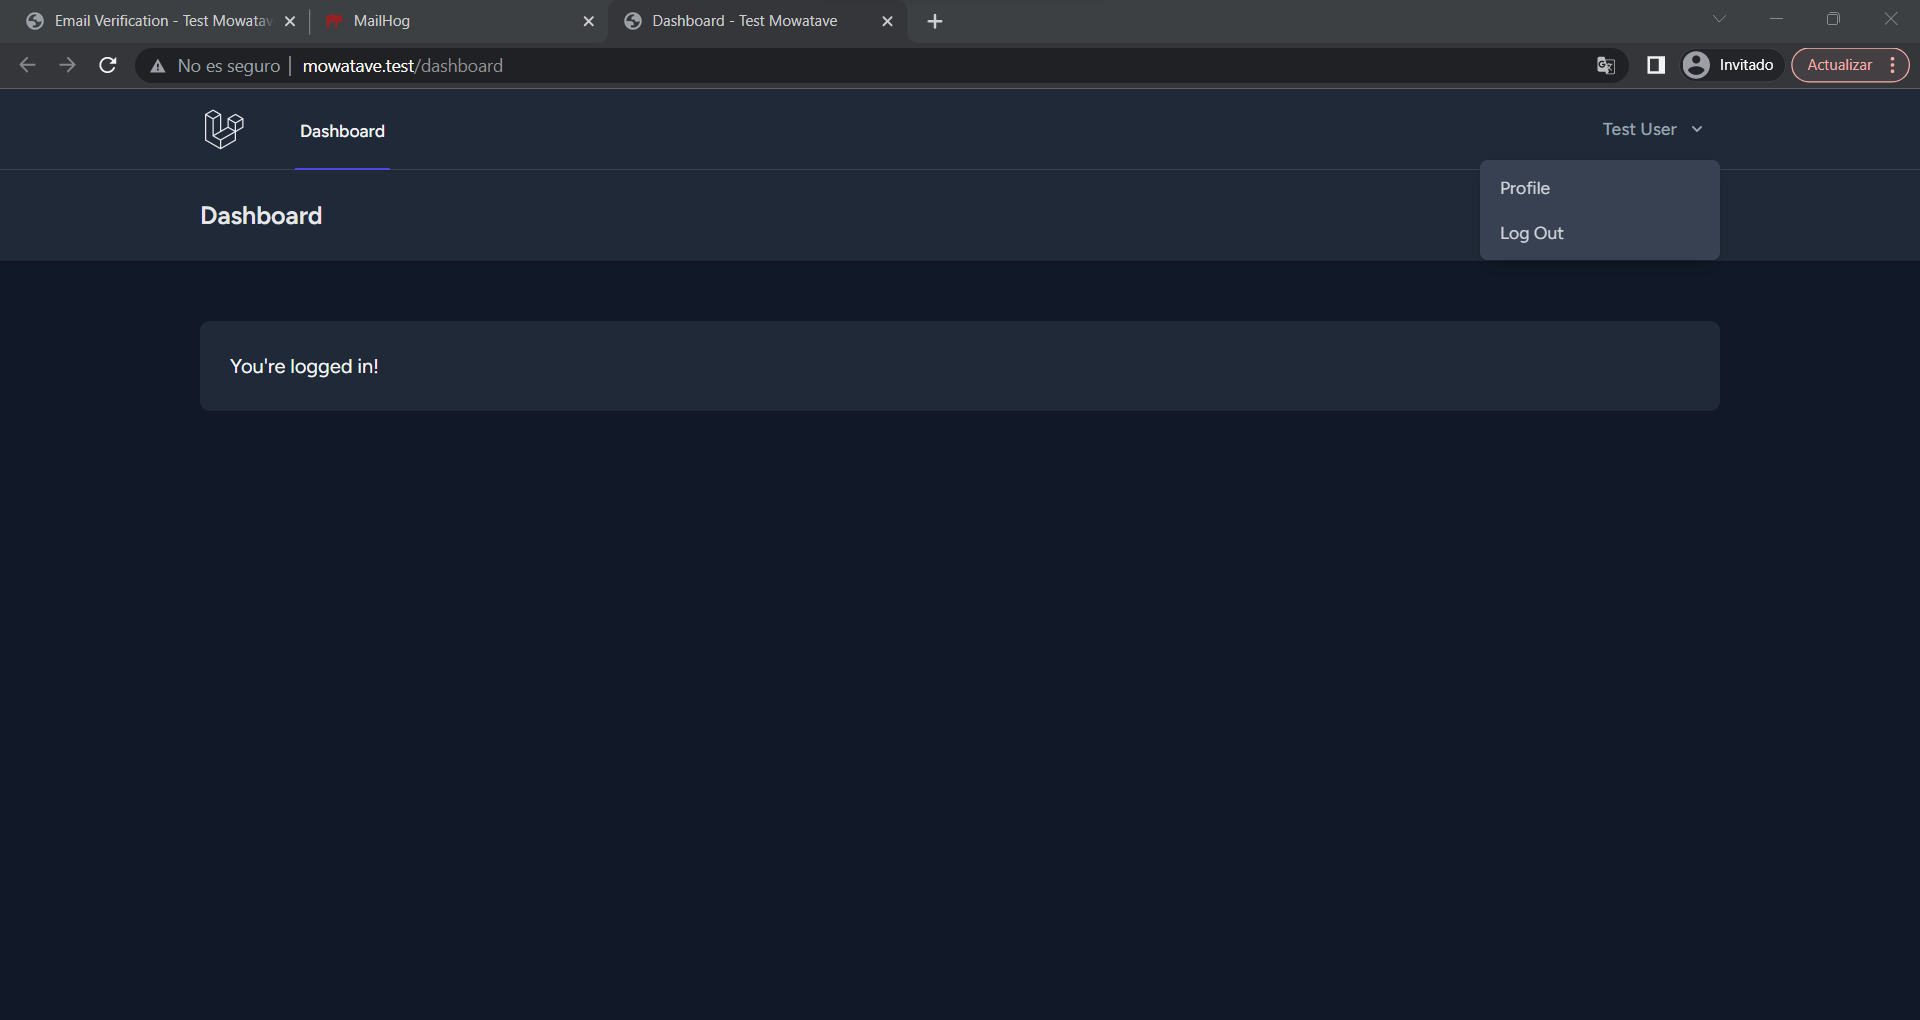 Email Verification - Test Mowatav
MailHog
Dashboard - Test Mowatave
No es seguro
mowatave.test/dashboard
Invitado
Actualizar
Dashboard
Test User
Dashboard
Profile
Log Out
You're logged in!